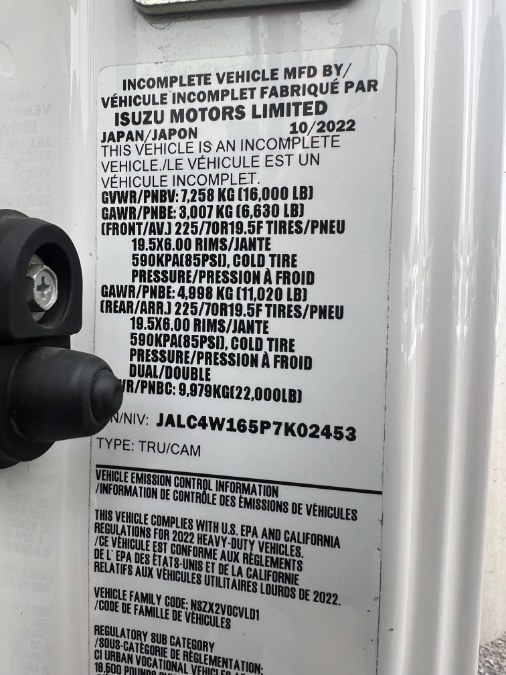 INCOMPLETE VEHICLE MFD BY/
VÉHICULE INCOMPLET FABRIQUÉ PAR
ISUZU MOTORS LIMITED
JAPAN/JAPON 10/2022
THIS VEHICLE IS AN INCOMPLETE
VEHICLE./LE VÉHICULE EST UN
VÉHICULE INCOMPLET.
GVWR/PNBV: 7,258 KG (16,000 LB)
GAWR/PNBE: 3,007 KG (6,630 LB)
(FRONT/AV.) 225/70R19.5F TIRES/PNEU
19.5X6.00 RIMS/JANTE
590KPA(85PSI), COLD TIRE
PRESSURE/PRESSION À FROID
GAWR/PNBE: 4,998 KG (11,020 LB)
(REAR/ARR.) 225/70R19.5F TIRES/PNEU
19.5X6.00 RIMS/JANTE
590KPA(85PSI), COLD TIRE
PRESSURE/PRESSION À FROID
DUAL/DOUBLE
WR/PNBC: 9,979KG(22,000LB)
N/NIV: JALC4W165P7K02453
TYPE: TRU/CAM
VEHICLE EMISSION CONTROL INFORMATION
/INFORMATION DE CONTRÔLE DES ÉMISSIONS DE VÉHICULES
THIS VEHICLE COMPLIES WITH U.S. EPA AND CALIFORNIA
REGULATIONS FOR 2022 HEAVY-DUTY VEHICLES.
/CE VÉHICULE EST CONFORME AUX RÈGLEMENTS
DE L' EPA DES ÉTATS-UNIS ET DE LA CALIFORNIE
RELATIFS AUX VÉHICULES UTILITAIRES LOURDS DE 2022.
VEHICLE FAMILY CODE: NSZX2VOCVLD1
/CODE DE FAMILLE DE VÉHICULES
REGULATORY SUB CATEGORY
/SOUS-CATÉGORIE DE RÈGLEMENTATION:
CI URBAN VOCATIONAL VEHICLES